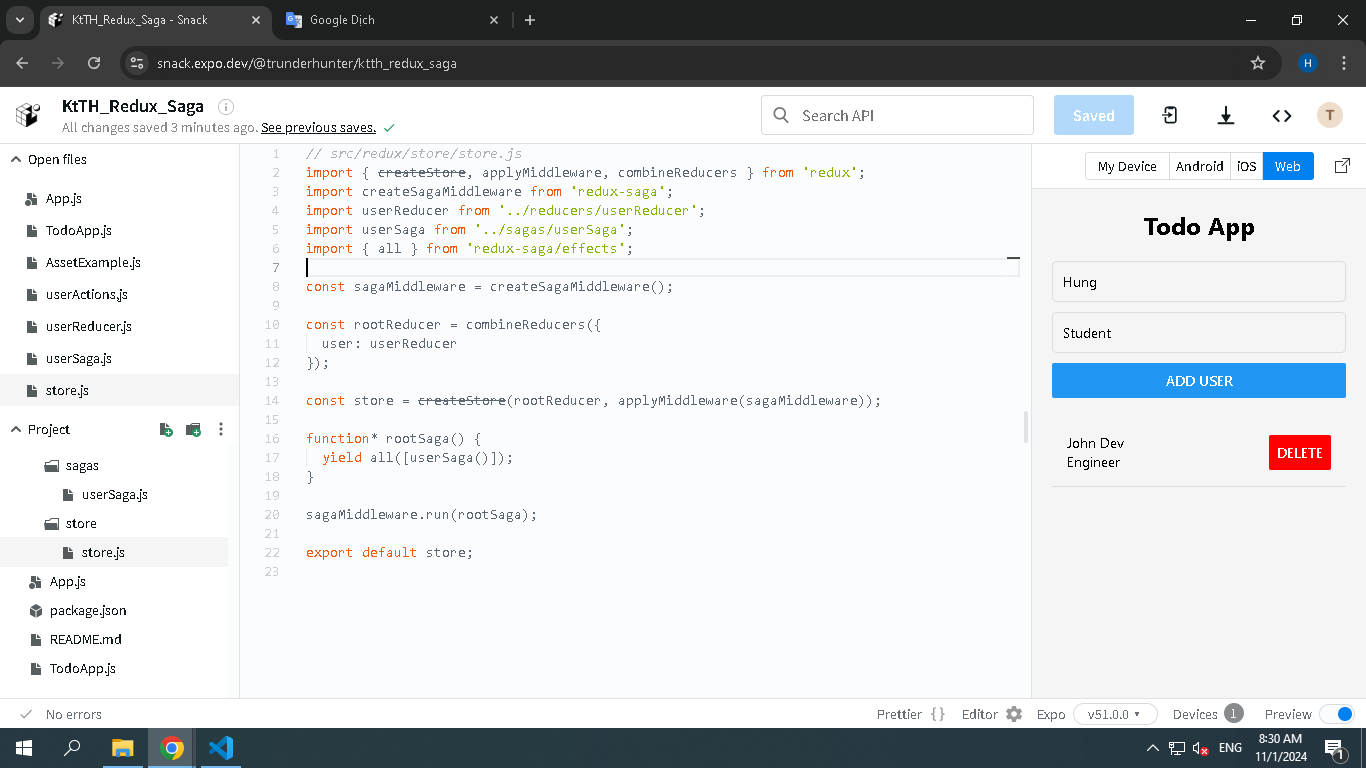 KtTH_Redux_Saga - Snack
Google Dịch
snack.expo.dev/@trunderhunter/ktth_redux_saga
H
KtTH_Redux_Saga
All changes saved 3 minutes ago. See previous saves.
Search API
Saved
T
Open files
App.js
TodoApp.js
AssetExample.js
userActions.js
userReducer.js
userSaga.js
store.js
Project
sagas
userSaga.js
store
store.js
App.js
package.json
README.md
TodoApp.js
1 // src/redux/store/store.js
2 import { createStore, applyMiddleware, combineReducers } from 'redux';
3 import createSagaMiddleware from 'redux-saga';
4 import userReducer from '../reducers/userReducer';
5 import userSaga from '../sagas/userSaga';
6 import { all } from 'redux-saga/effects';
7
8 const sagaMiddleware = createSagaMiddleware();
9
10 const rootReducer = combineReducers({
11 user: userReducer
12 });
13
14 const store = createStore(rootReducer, applyMiddleware(sagaMiddleware));
15
16 function* rootSaga() {
17 yield all([userSaga()]);
18 }
19
20 sagaMiddleware.run(rootSaga);
21
22 export default store;
23
My Device Android iOS Web
Todo App
Hung
Student
ADD USER
John Dev
Engineer
DELETE
No errors
Prettier { } Editor Expo v51.0.0 Devices 1 Preview
ENG
8:30 AM
11/1/2024
1